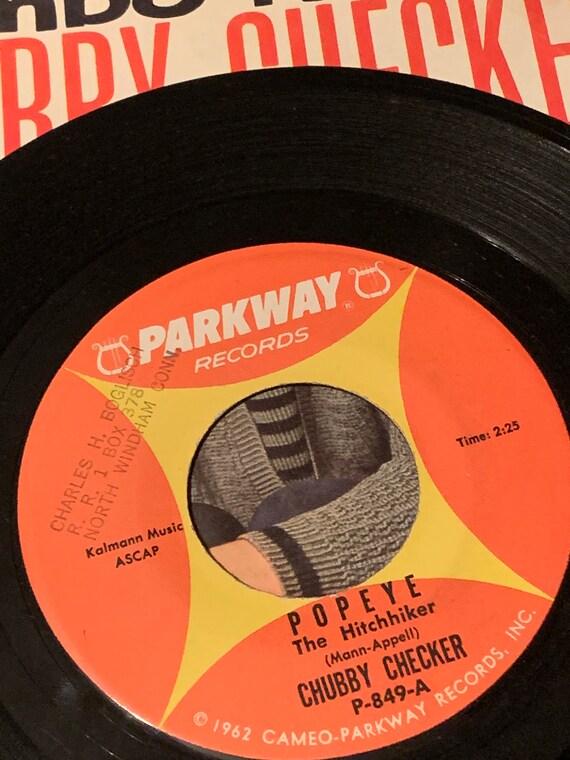 CHECKE
PARKWAY
RECORDS
CHARLES H. BOGLISCH
R. R. 1 BOX 378
NORTH WINDHAM CONN.
Time: 2:25
Kalmann Music
ASCAP
POPEYE
The Hitchhiker
(Mann-Appell)
CHUBBY CHECKER
P-849-A
© 1962 CAMEO-PARKWAY RECORDS, INC.